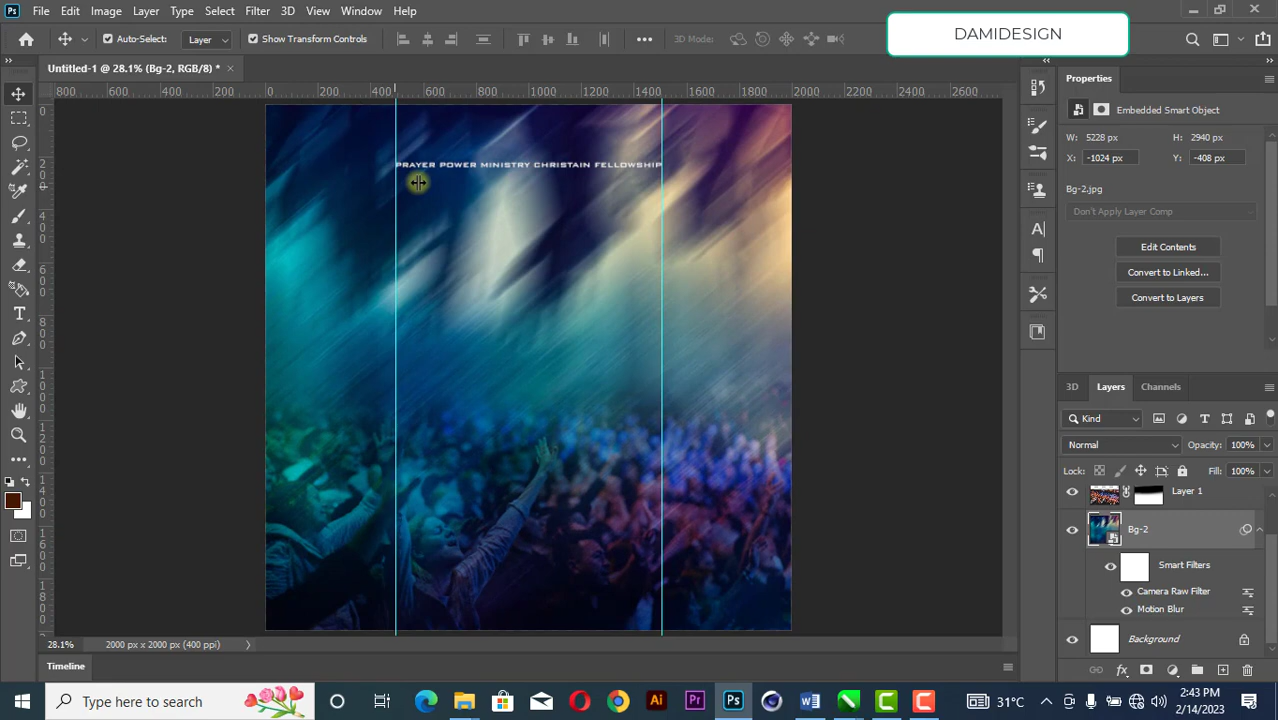 File Edit Image Layer Type Select Filter 3D View Window Help
DAMIDESIGN
Auto-Select: Layer Show Transform Controls 3D Mode:
Untitled-1 @ 28.1% (Bg-2, RGB/8) * ×
800 600 400 200 0 200 400 600 800 1000 1200 1400 1600 1800 2000 2200 2400 2600
PRAYER POWER MINISTRY CHRISTAIN FELLOWSHIP
Properties
Embedded Smart Object
W: 5228 px H: 2940 px
X: -1024 px Y: -408 px
Bg-2.jpg
Don't Apply Layer Comp
Edit Contents
Convert to Linked...
Convert to Layers
3D Layers Channels
Kind
Normal Opacity: 100%
Lock: Fill: 100%
Layer 1
Bg-2
Smart Filters
Camera Raw Filter
Motion Blur
Background
28.1% 2000 px x 2000 px (400 ppi)
Timeline
Type here to search
31°C
2:43 PM
2/14/2023